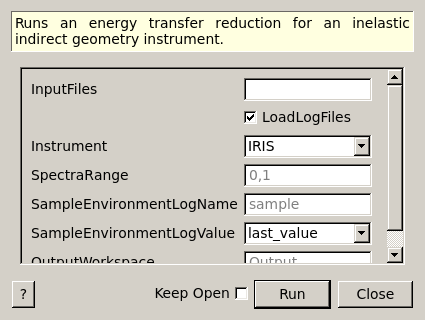 Runs an energy transfer reduction for an inelastic
indirect geometry instrument.
InputFiles
LoadLogFiles
Instrument IRIS
SpectraRange 0,1
SampleEnvironmentLogName sample
SampleEnvironmentLogValue last_value
OutputWorkspace Output
? Keep Open Run Close